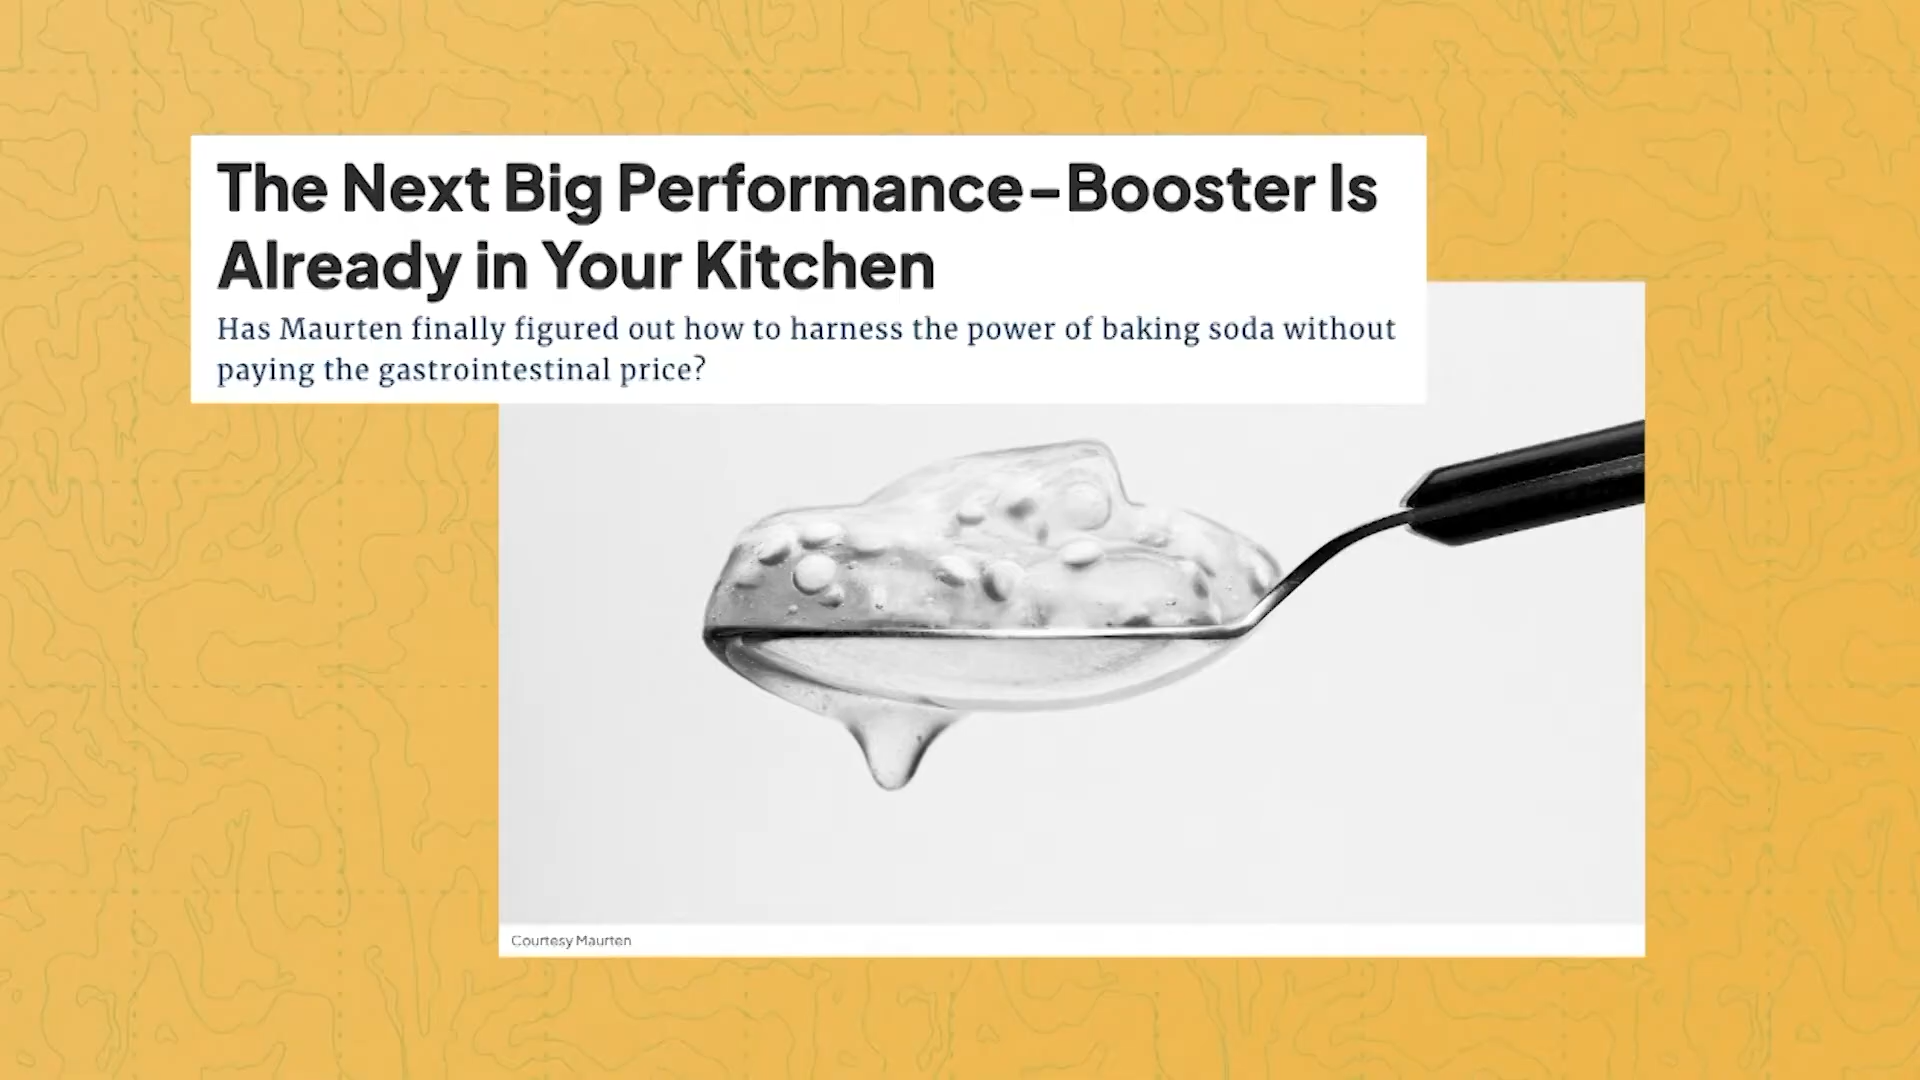 The Next Big Performance-Booster Is
Already in Your Kitchen
Has Maurten finally figured out how to harness the power of baking soda without
paying the gastrointestinal price?
Courtesy Maurten